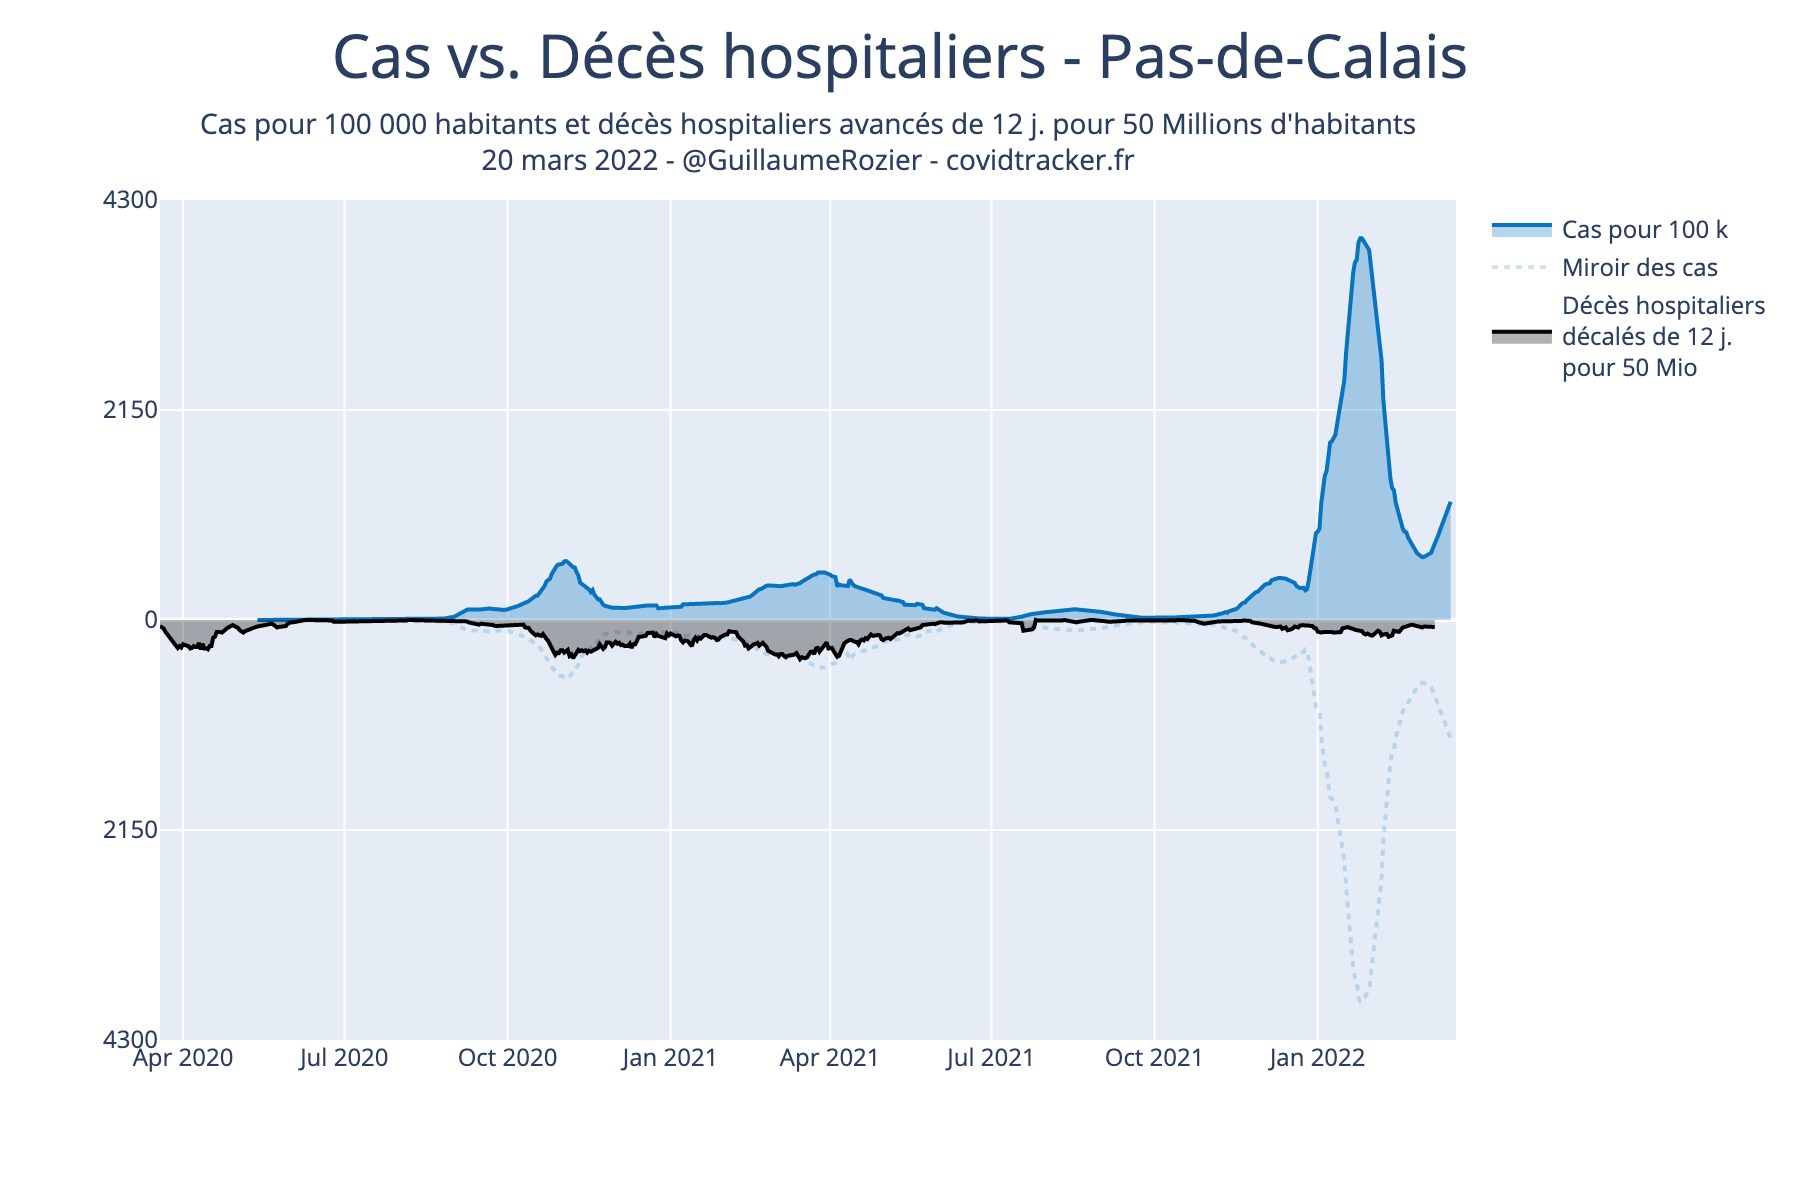 Cas vs. Décès hospitaliers - Pas-de-Calais
Cas pour 100 000 habitants et décès hospitaliers avancés de 12 j. pour 50 Millions d'habitants
20 mars 2022 - @GuillaumeRozier - covidtracker.fr
4300
2150
0
2150
4300
Apr 2020
Jul 2020
Oct 2020
Jan 2021
Apr 2021
Jul 2021
Oct 2021
Jan 2022
Cas pour 100 k
Miroir des cas
Décès hospitaliers
décalés de 12 j.
pour 50 Mio